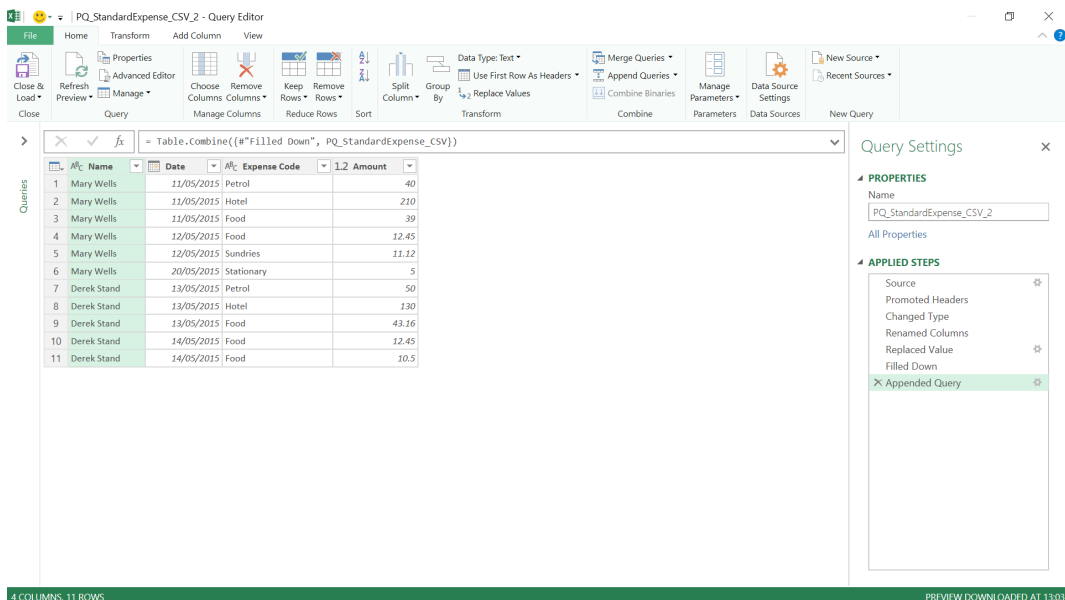 PQ_StandardExpense_CSV_2 - Query Editor
File Home Transform Add Column View
Close & Load
Refresh Preview
Properties
Advanced Editor
Manage
Choose Columns
Remove Columns
Keep Rows
Remove Rows
Split Column
Group By
Data Type: Text
Use First Row As Headers
Replace Values
Merge Queries
Append Queries
Combine Binaries
Manage Parameters
Data Source Settings
New Source
Recent Sources
Close Query Manage Columns Reduce Rows Sort Transform Combine Parameters Data Sources New Query
fx = Table.Combine({#"Filled Down", PQ_StandardExpense_CSV})
Queries
ABC Name Date ABC Expense Code 1.2 Amount
1 Mary Wells 11/05/2015 Petrol 40
2 Mary Wells 11/05/2015 Hotel 210
3 Mary Wells 11/05/2015 Food 39
4 Mary Wells 12/05/2015 Food 12.45
5 Mary Wells 12/05/2015 Sundries 11.12
6 Mary Wells 20/05/2015 Stationary 5
7 Derek Stand 13/05/2015 Petrol 50
8 Derek Stand 13/05/2015 Hotel 130
9 Derek Stand 13/05/2015 Food 43.16
10 Derek Stand 14/05/2015 Food 12.45
11 Derek Stand 14/05/2015 Food 10.5
Query Settings
PROPERTIES
Name
PQ_StandardExpense_CSV_2
All Properties
APPLIED STEPS
Source
Promoted Headers
Changed Type
Renamed Columns
Replaced Value
Filled Down
Appended Query
4 COLUMNS, 11 ROWS
PREVIEW DOWNLOADED AT 13:03